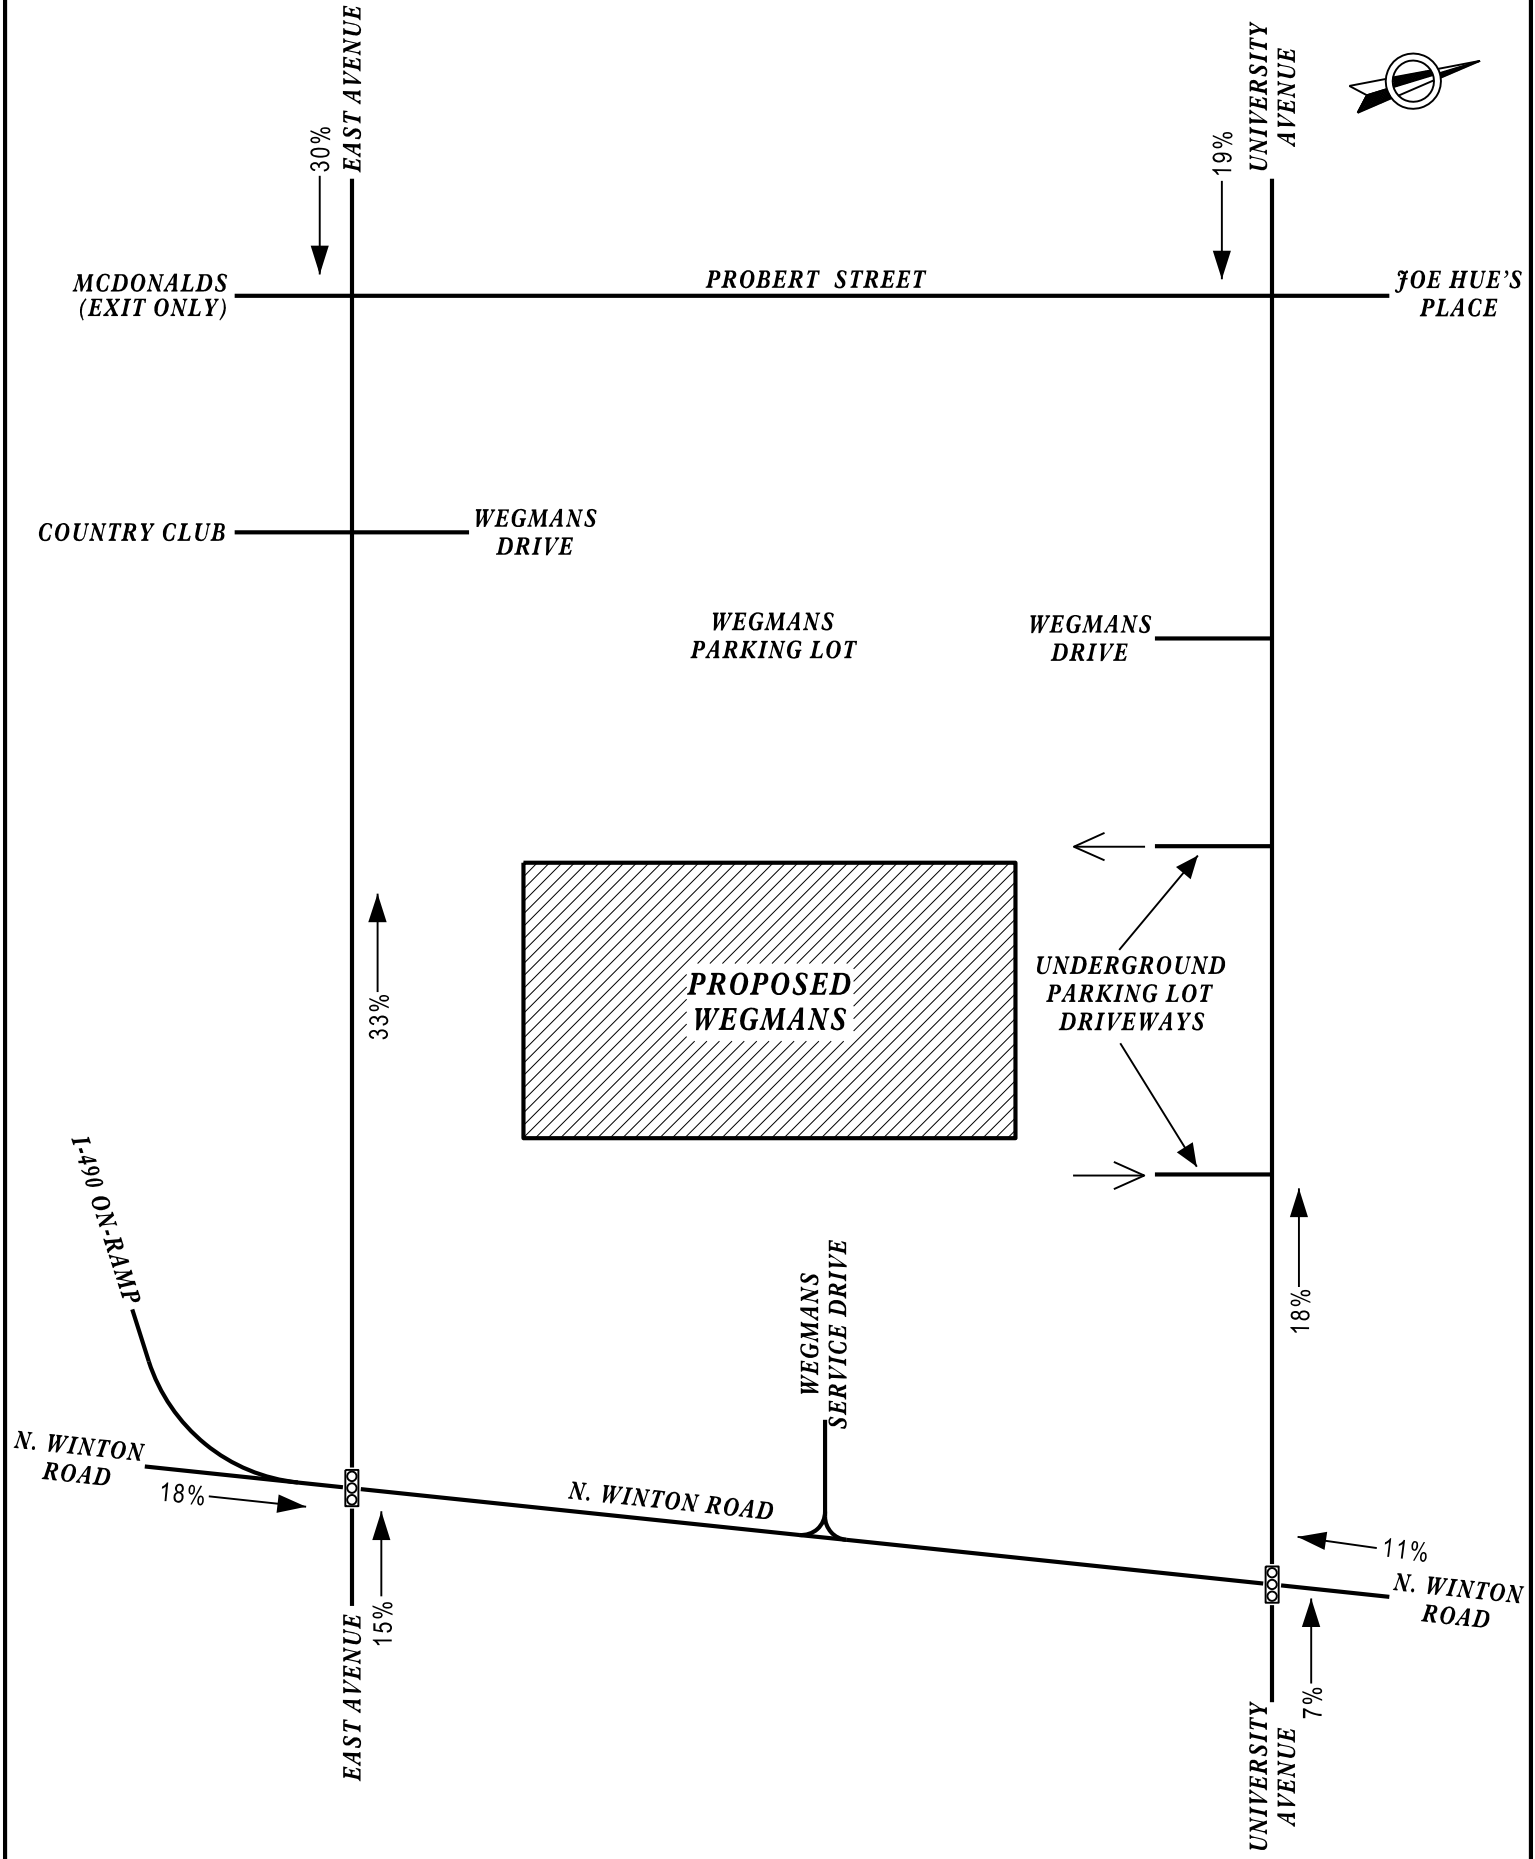 EAST AVENUE
UNIVERSITY
AVENUE
30%
19%
MCDONALDS
(EXIT ONLY)
PROBERT STREET
JOE HUE'S
PLACE
COUNTRY CLUB
WEGMANS
DRIVE
WEGMANS
PARKING LOT
WEGMANS
DRIVE
PROPOSED
WEGMANS
UNDERGROUND
PARKING LOT
DRIVEWAYS
33%
I-490 ON-RAMP
WEGMANS
SERVICE DRIVE
18%
N. WINTON
ROAD
18%
N. WINTON ROAD
11%
N. WINTON
ROAD
15%
7%
EAST AVENUE
UNIVERSITY
AVENUE